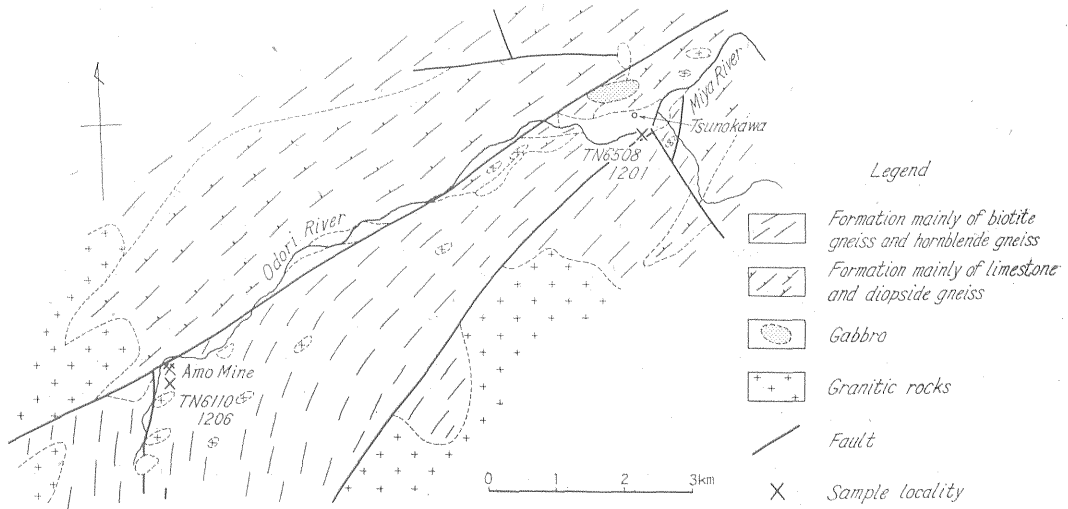 Miya River
Tsunokawa
TN6508
1201
Odori River
Amo Mine
TN6110
1206
Legend
Formation mainly of biotite
gneiss and hornblende gneiss
Formation mainly of limestone
and diopside gneiss
Gabbro
Granitic rocks
Fault
Sample locality
0 1 2 3km